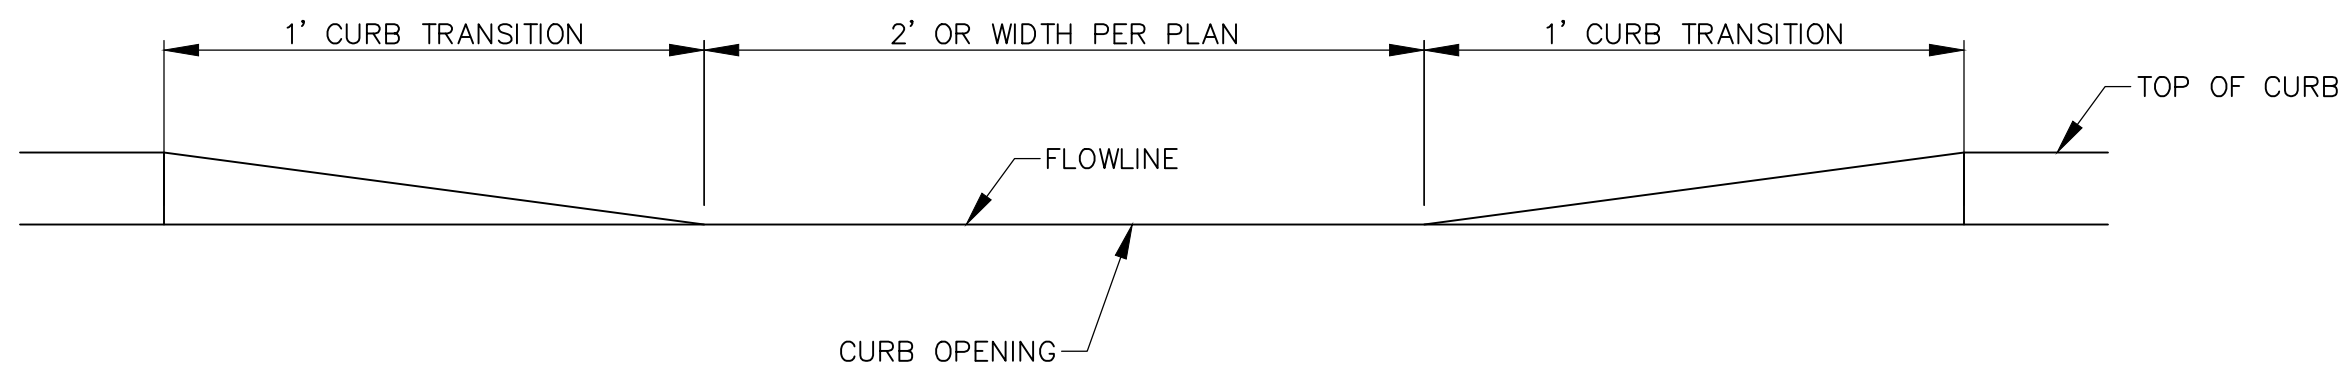 1' CURB TRANSITION
2' OR WIDTH PER PLAN
1' CURB TRANSITION
TOP OF CURB
FLOWLINE
CURB OPENING